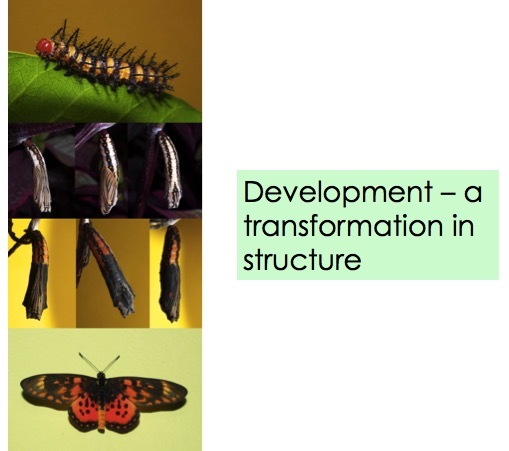 Development – a
transformation in
structure